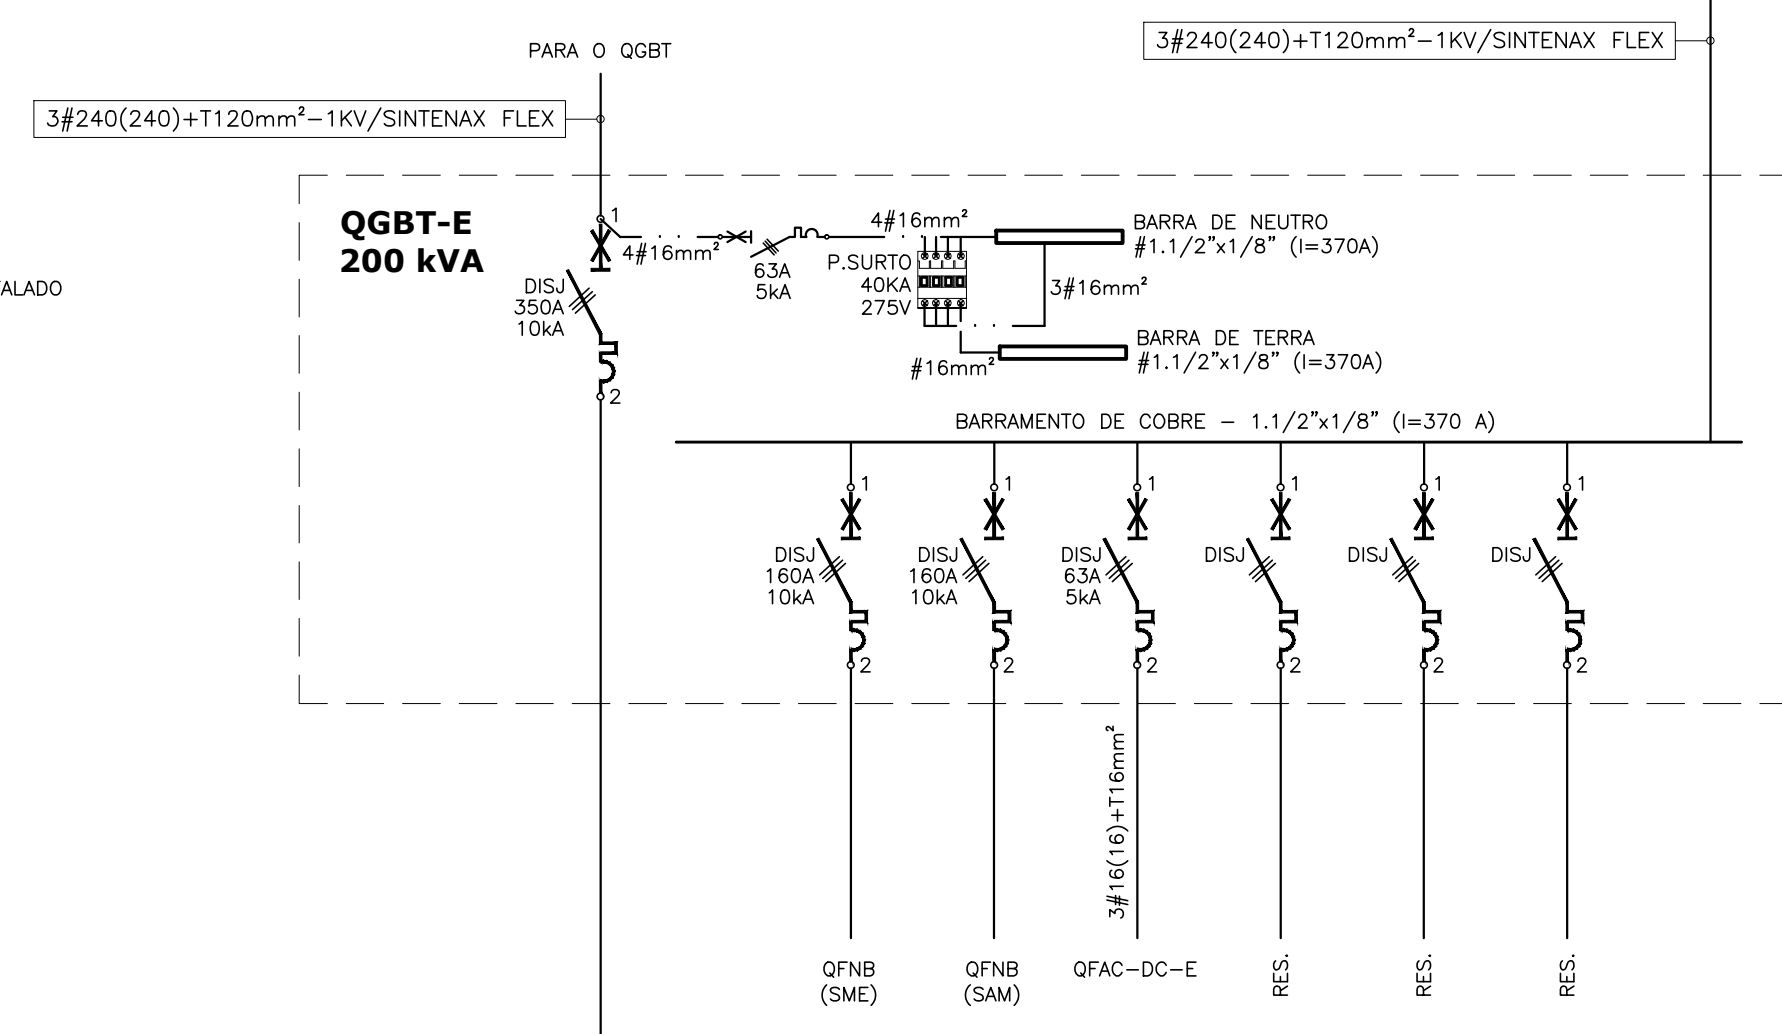 3#240(240)+T120mm²-1KV/SINTENAX FLEX
PARA O QGBT
3#240(240)+T120mm²-1KV/SINTENAX FLEX
QGBT-E
200 kVA
ALADO
1
4#16mm²
DISJ
350A
10kA
2
63A
5kA
4#16mm²
P.SURTO
40KA
275V
BARRA DE NEUTRO
#1.1/2"x1/8" (I=370A)
3#16mm²
BARRA DE TERRA
#1.1/2"x1/8" (I=370A)
#16mm²
BARRAMENTO DE COBRE - 1.1/2"x1/8" (I=370 A)
1
DISJ
160A
10kA
2
1
DISJ
160A
10kA
2
1
DISJ
63A
5kA
2
1
DISJ
2
1
DISJ
2
1
DISJ
2
3#16(16)+T16mm²
QFNB
(SME)
QFNB
(SAM)
QFAC-DC-E
RES.
RES.
RES.